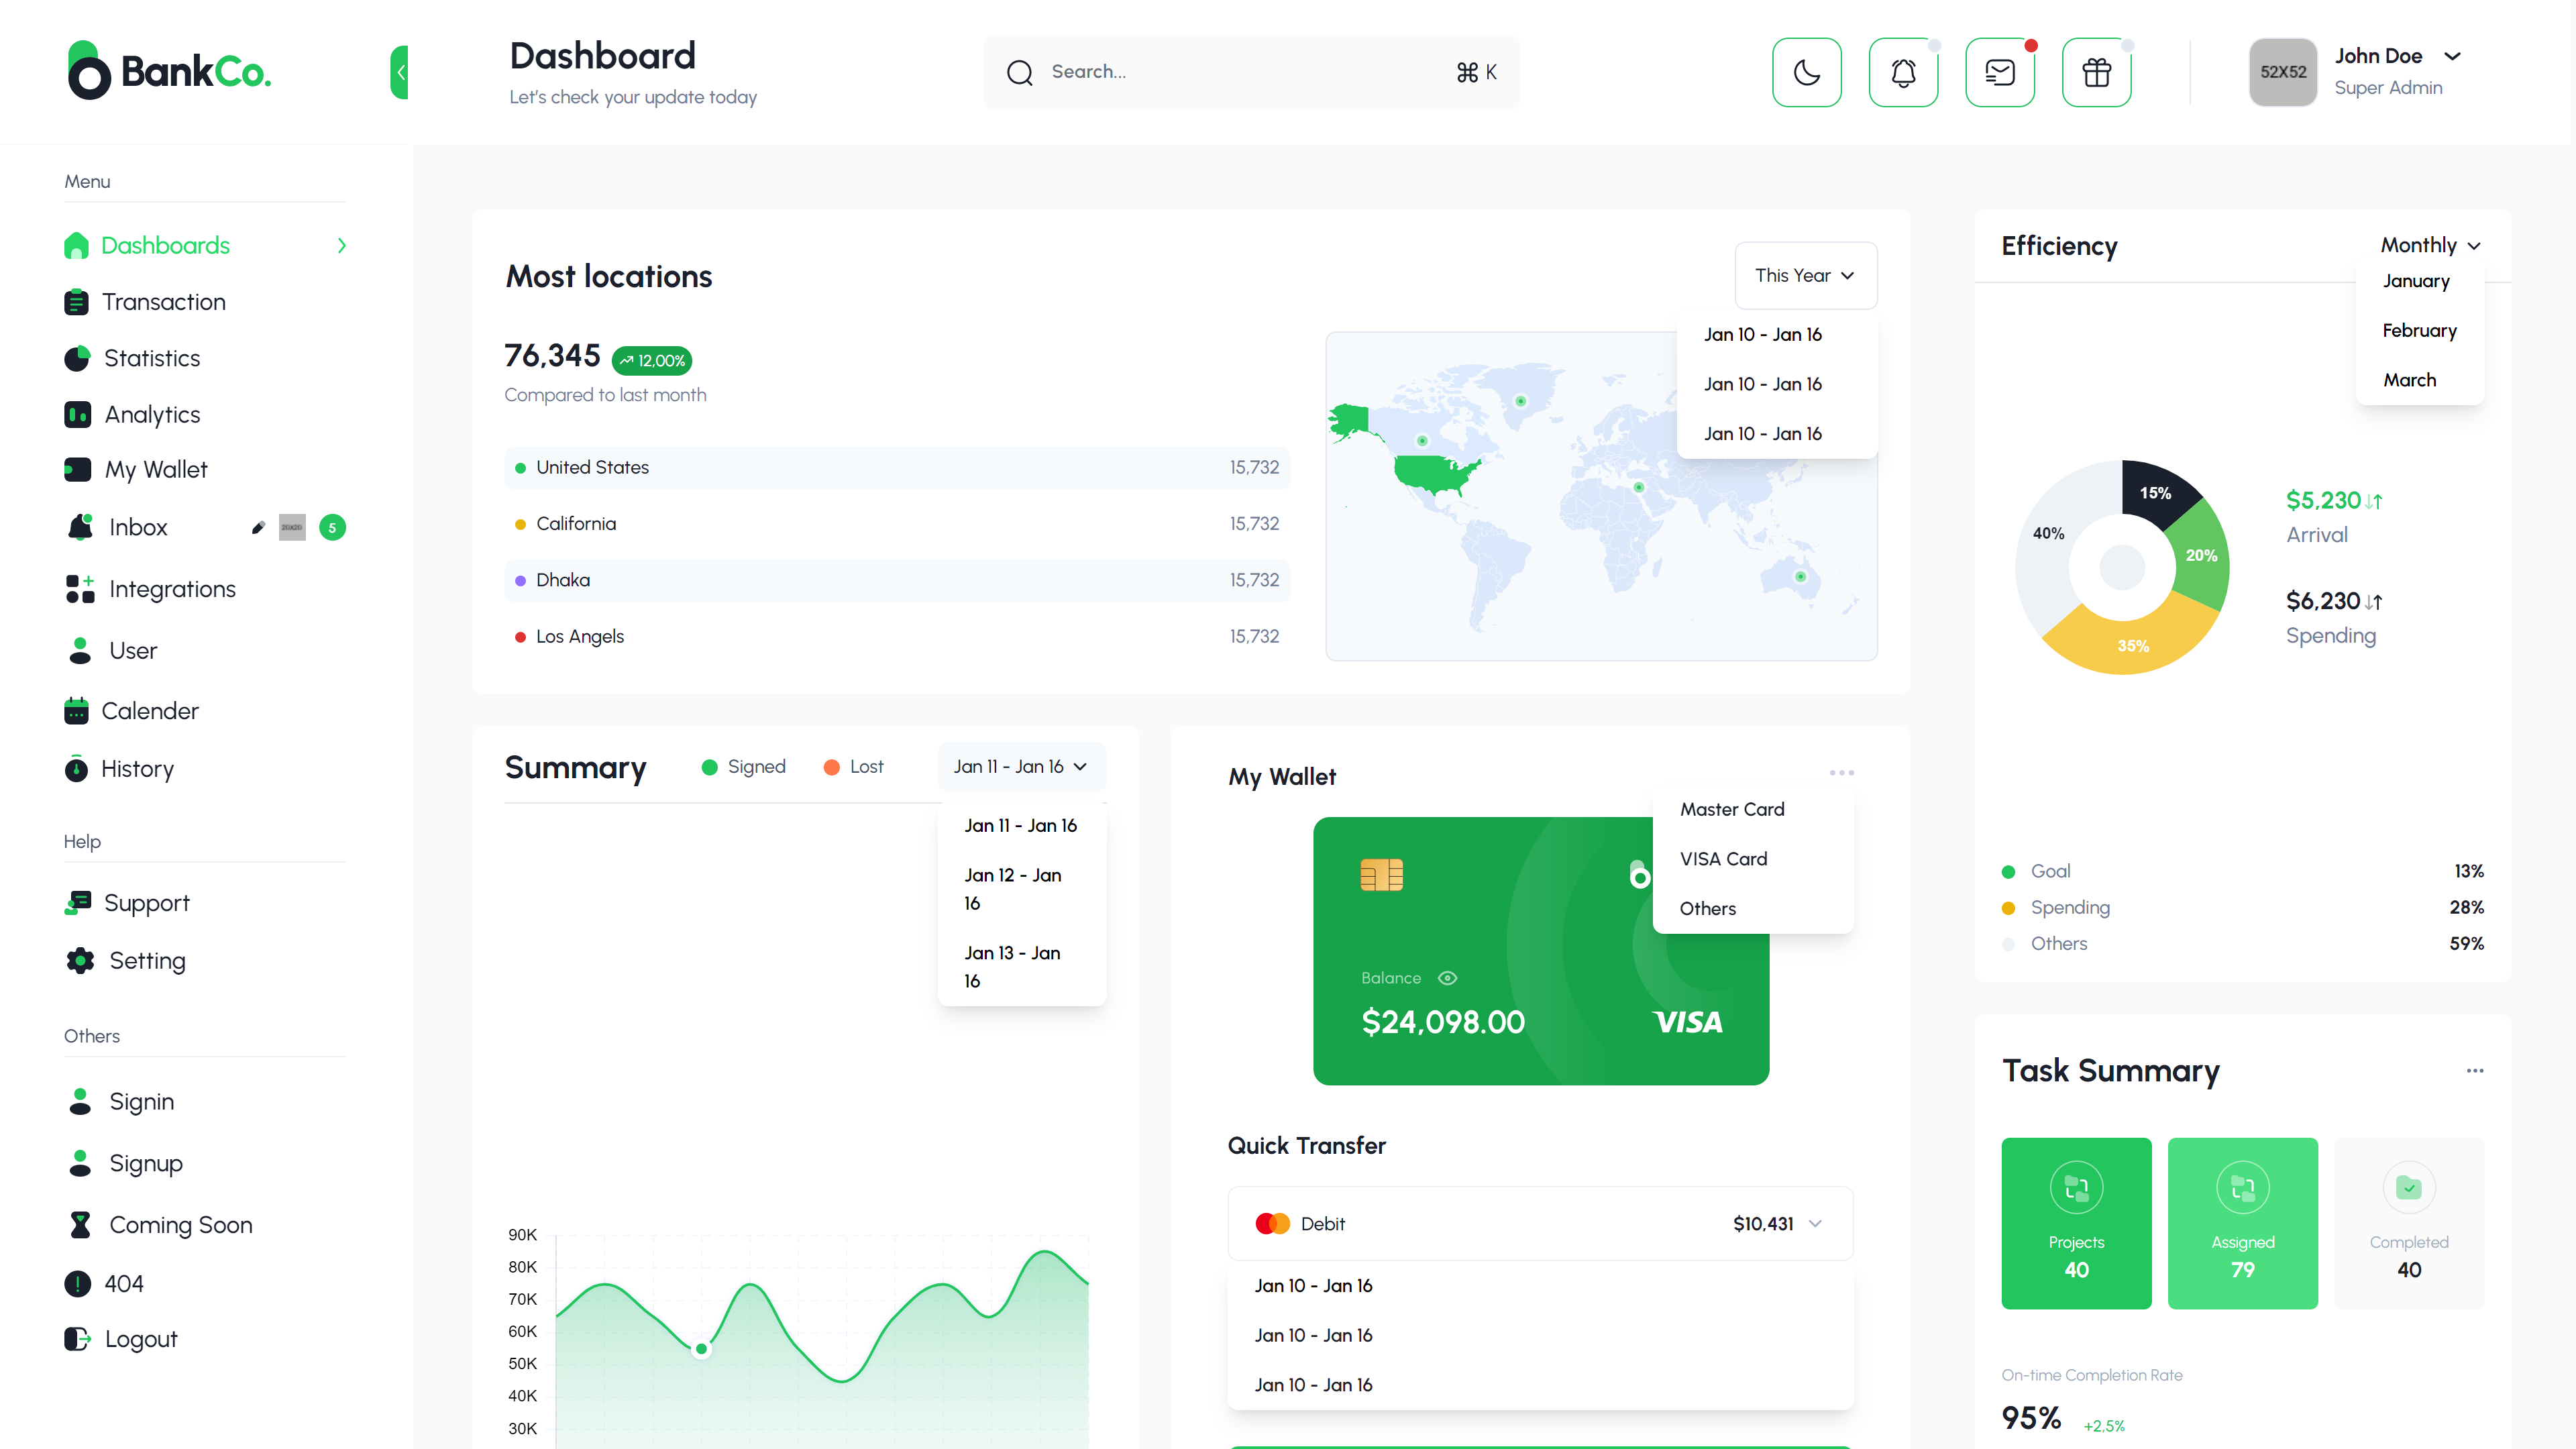 BankCo.
Dashboard
Let's check your update today
Search...
⌘ K
52X52
John Doe
Super Admin
Menu
Dashboards
Transaction
Statistics
Analytics
My Wallet
Inbox
20X20
5
Integrations
User
Calender
History
Help
Support
Setting
Others
Signin
Signup
Coming Soon
404
Logout
Most locations
This Year
Jan 10 - Jan 16
Jan 10 - Jan 16
Jan 10 - Jan 16
76,345
12,00%
Compared to last month
United States 15,732
California 15,732
Dhaka 15,732
Los Angels 15,732
Efficiency
Monthly
January
February
March
15%
20%
35%
40%
$5,230
Arrival
$6,230
Spending
Goal 13%
Spending 28%
Others 59%
Summary
Signed
Lost
Jan 11 - Jan 16
Jan 11 - Jan 16
Jan 12 - Jan
16
Jan 13 - Jan
16
90K
80K
70K
60K
50K
40K
30K
My Wallet
Master Card
VISA Card
Others
Balance
$24,098.00
VISA
Quick Transfer
Debit $10,431
Jan 10 - Jan 16
Jan 10 - Jan 16
Jan 10 - Jan 16
Task Summary
Projects
40
Assigned
79
Completed
40
On-time Completion Rate
95% +2,5%